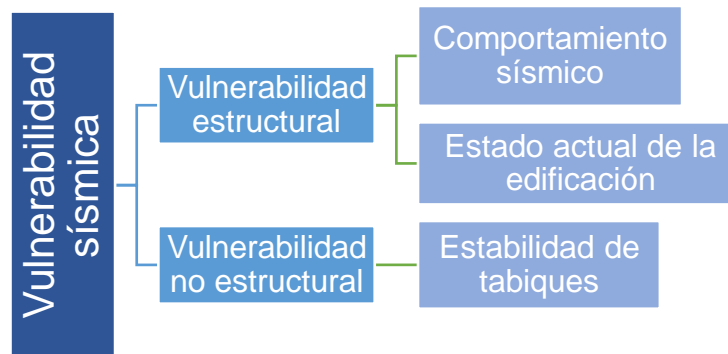 Vulnerabilidad
sísmica
Vulnerabilidad
estructural
Comportamiento
sísmico
Estado actual de la
edificación
Vulnerabilidad
no estructural
Estabilidad de
tabiques